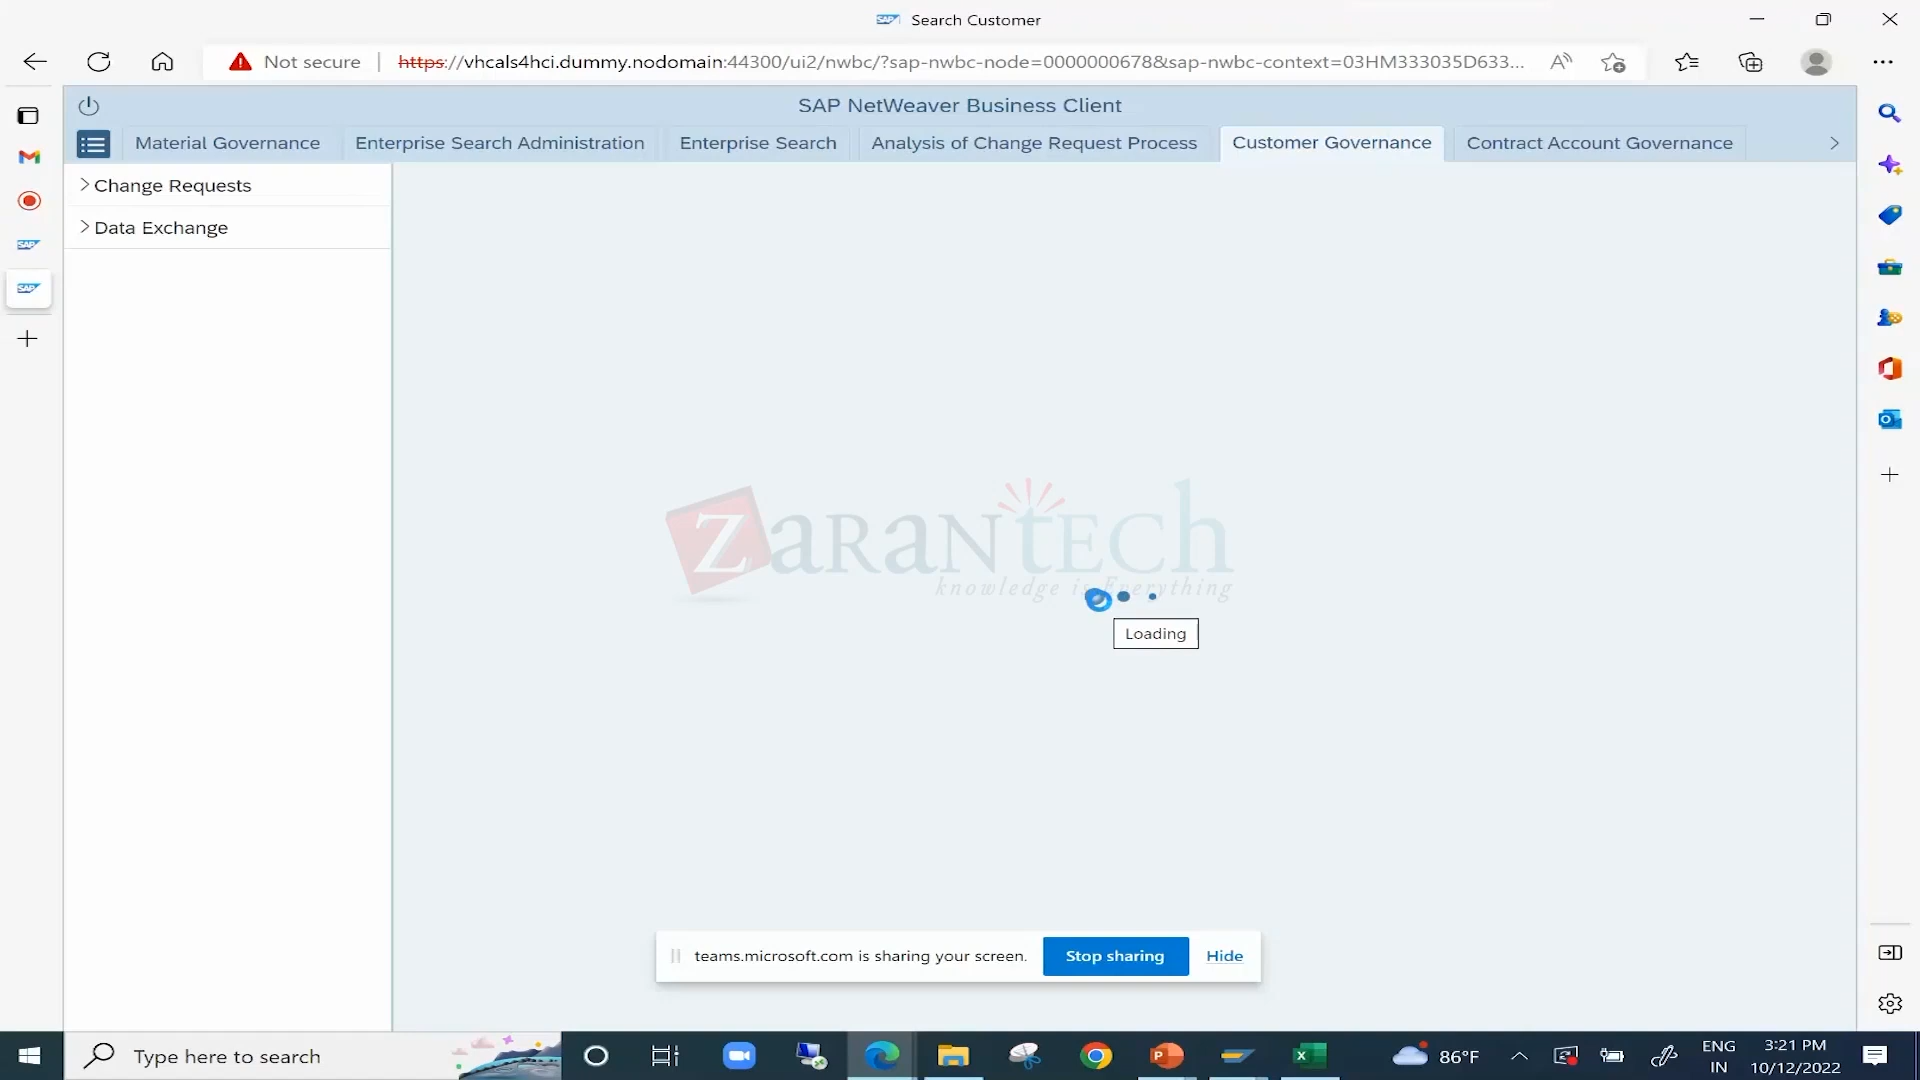 Search Customer
Not secure
https://vhcals4hci.dummy.nodomain:44300/ui2/nwbc/?sap-nwbc-node=0000000678&sap-nwbc-context=03HM333035D633...
SAP NetWeaver Business Client
Material Governance
Enterprise Search Administration
Enterprise Search
Analysis of Change Request Process
Customer Governance
Contract Account Governance
Change Requests
Data Exchange
SAP
SAP
ZaranTech
knowledge is Everything
Loading
teams.microsoft.com is sharing your screen.
Stop sharing
Hide
Type here to search
86°F
ENG
IN
3:21 PM
10/12/2022